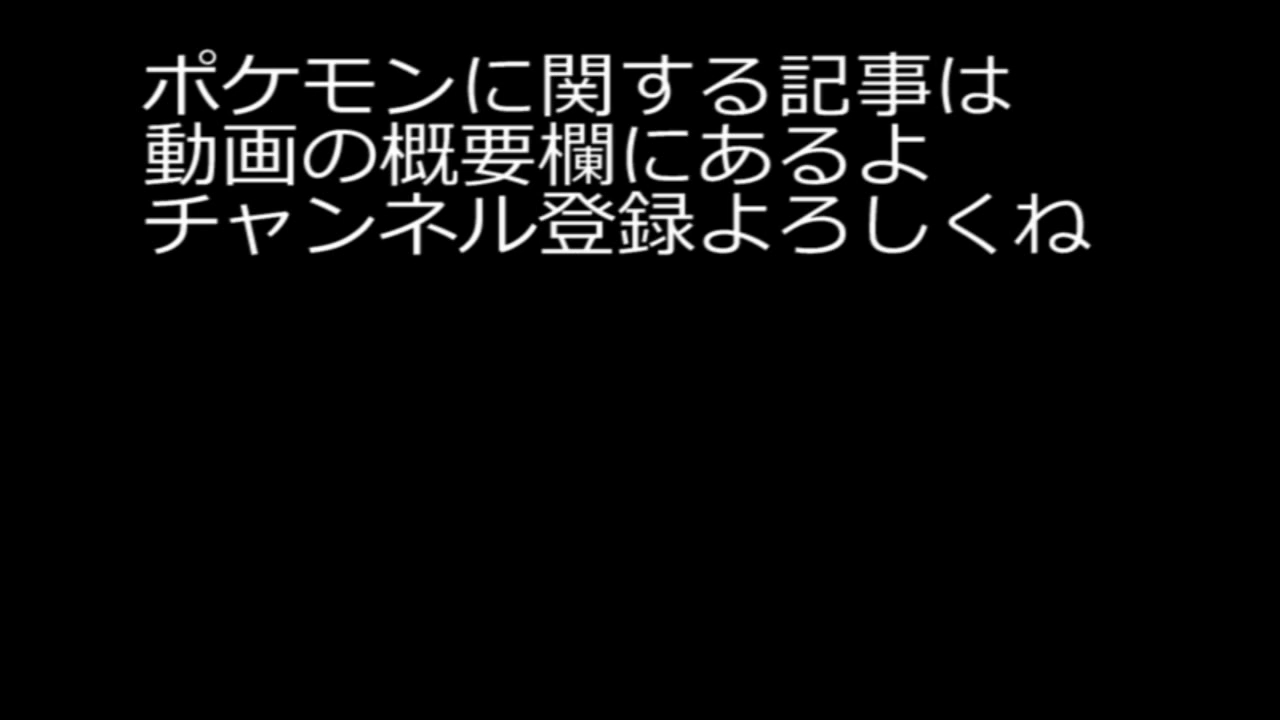 ポケモンに関する記事は
動画の概要欄にあるよ
チャンネル登録よろしくね